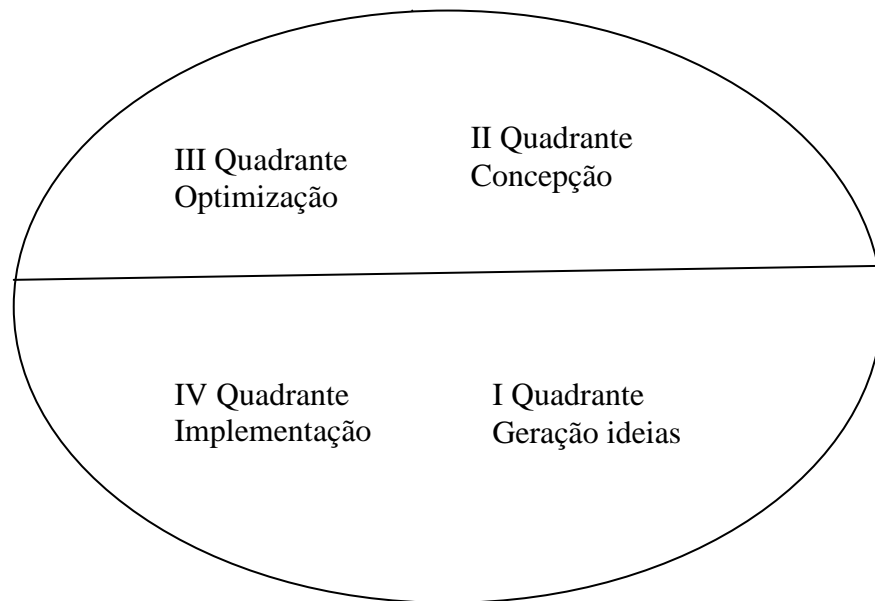 III Quadrante
Optimização
II Quadrante
Concepção
IV Quadrante
Implementação
I Quadrante
Geração ideias